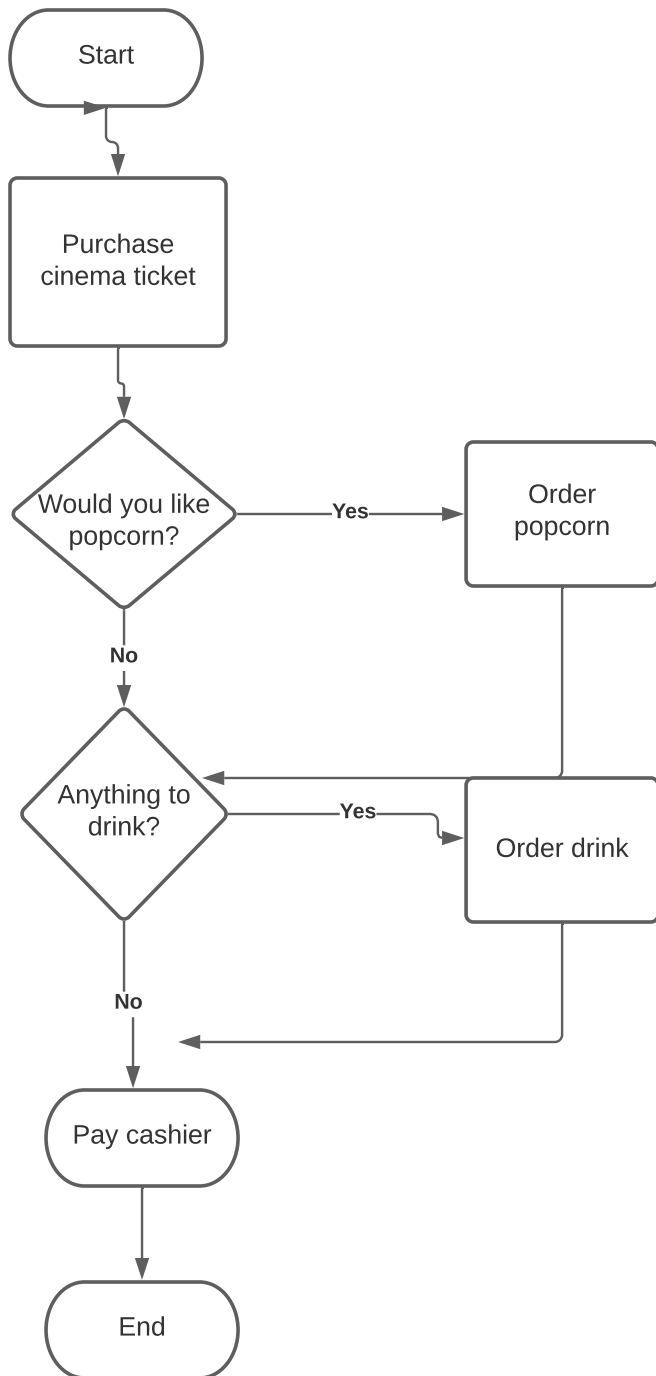 Start
Purchase
cinema ticket
Would you like
popcorn?
Yes
Order
popcorn
No
Anything to
drink?
Yes
Order drink
No
Pay cashier
End